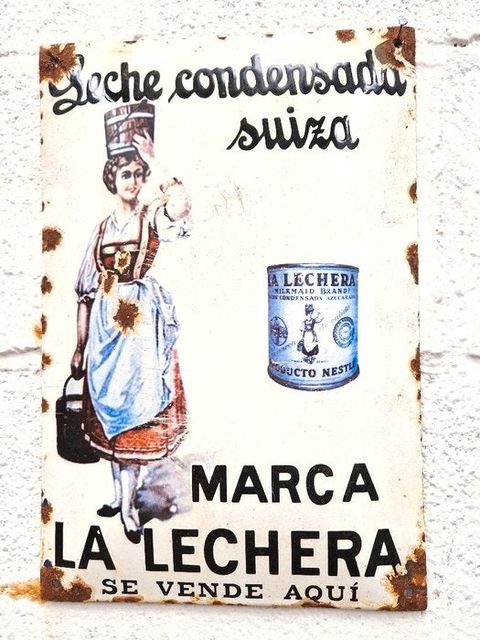 Leche condensada
suiza
LA LECHERA
MILKMAID BRAND
LECHE CONDENSADA AZUCARADA
PRODUCTO NESTLÉ
MARCA
LA LECHERA
SE VENDE AQUÍ